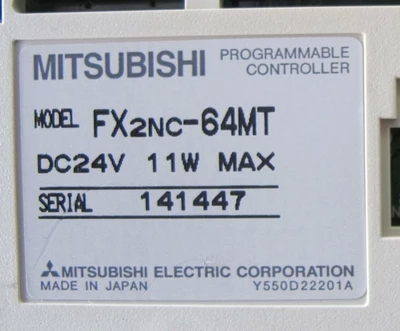 MITSUBISHI PROGRAMMABLE CONTROLLER
MODEL FX2NC-64MT
DC24V 11W MAX
SERIAL 141447
MITSUBISHI ELECTRIC CORPORATION
MADE IN JAPAN Y550D22201A